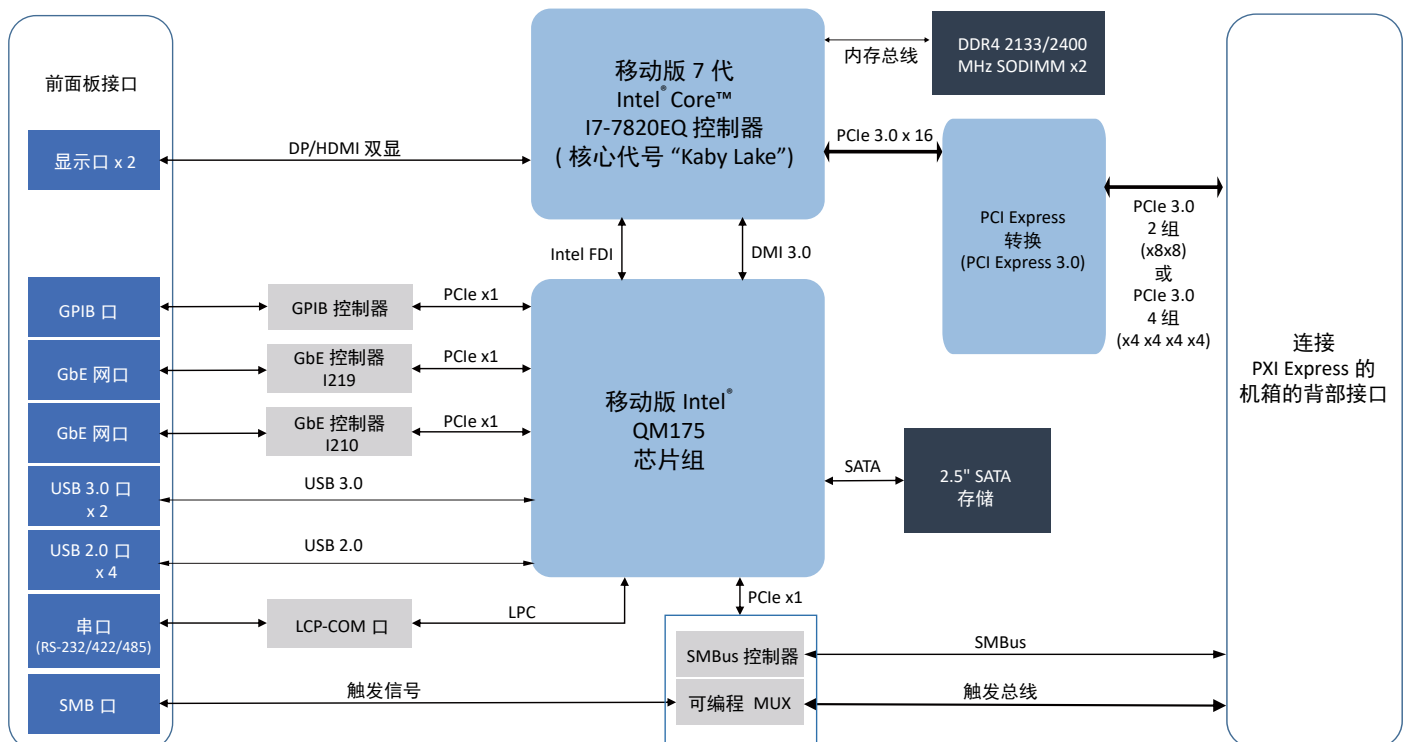 前面板接口
显示口 x 2
GPIB 口
GbE 网口
GbE 网口
USB 3.0 口
x 2
USB 2.0 口
x 4
串口
(RS-232/422/485)
SMB 口
DP/HDMI 双显
GPIB 控制器
PCIe x1
GbE 控制器
I219
PCIe x1
GbE 控制器
I210
PCIe x1
USB 3.0
USB 2.0
LCP-COM 口
LPC
触发信号
移动版 7 代
Intel® Core™
I7-7820EQ 控制器
( 核心代号 “Kaby Lake”)
Intel FDI
DMI 3.0
移动版 Intel®
QM175
芯片组
PCIe x1
SMBus 控制器
可编程 MUX
内存总线
DDR4 2133/2400
MHz SODIMM x2
PCIe 3.0 x 16
PCI Express
转换
(PCI Express 3.0)
PCIe 3.0
2 组
(x8x8)
或
PCIe 3.0
4 组
(x4 x4 x4 x4)
SATA
2.5" SATA
存储
SMBus
触发总线
连接
PXI Express 的
机箱的背部接口